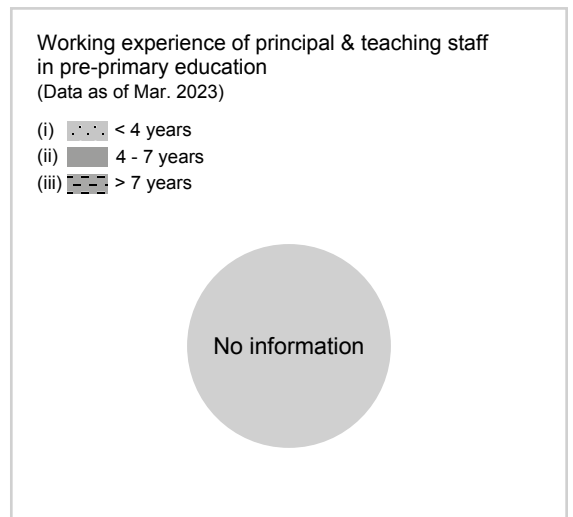 Working experience of principal & teaching staff
in pre-primary education
(Data as of Mar. 2023)
(i) < 4 years
(ii) 4 - 7 years
(iii) > 7 years
No information